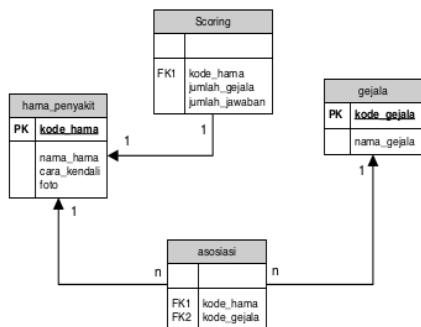 Scoring
FK1 kode_hama
jumlah_gejala
jumlah_jawaban
hama_penyakit
PK kode_hama
nama_hama
cara_kendali
foto
gejala
PK kode_gejala
nama_gejala
1
1
1
1
n
n
asosiasi
FK1 kode_hama
FK2 kode_gejala